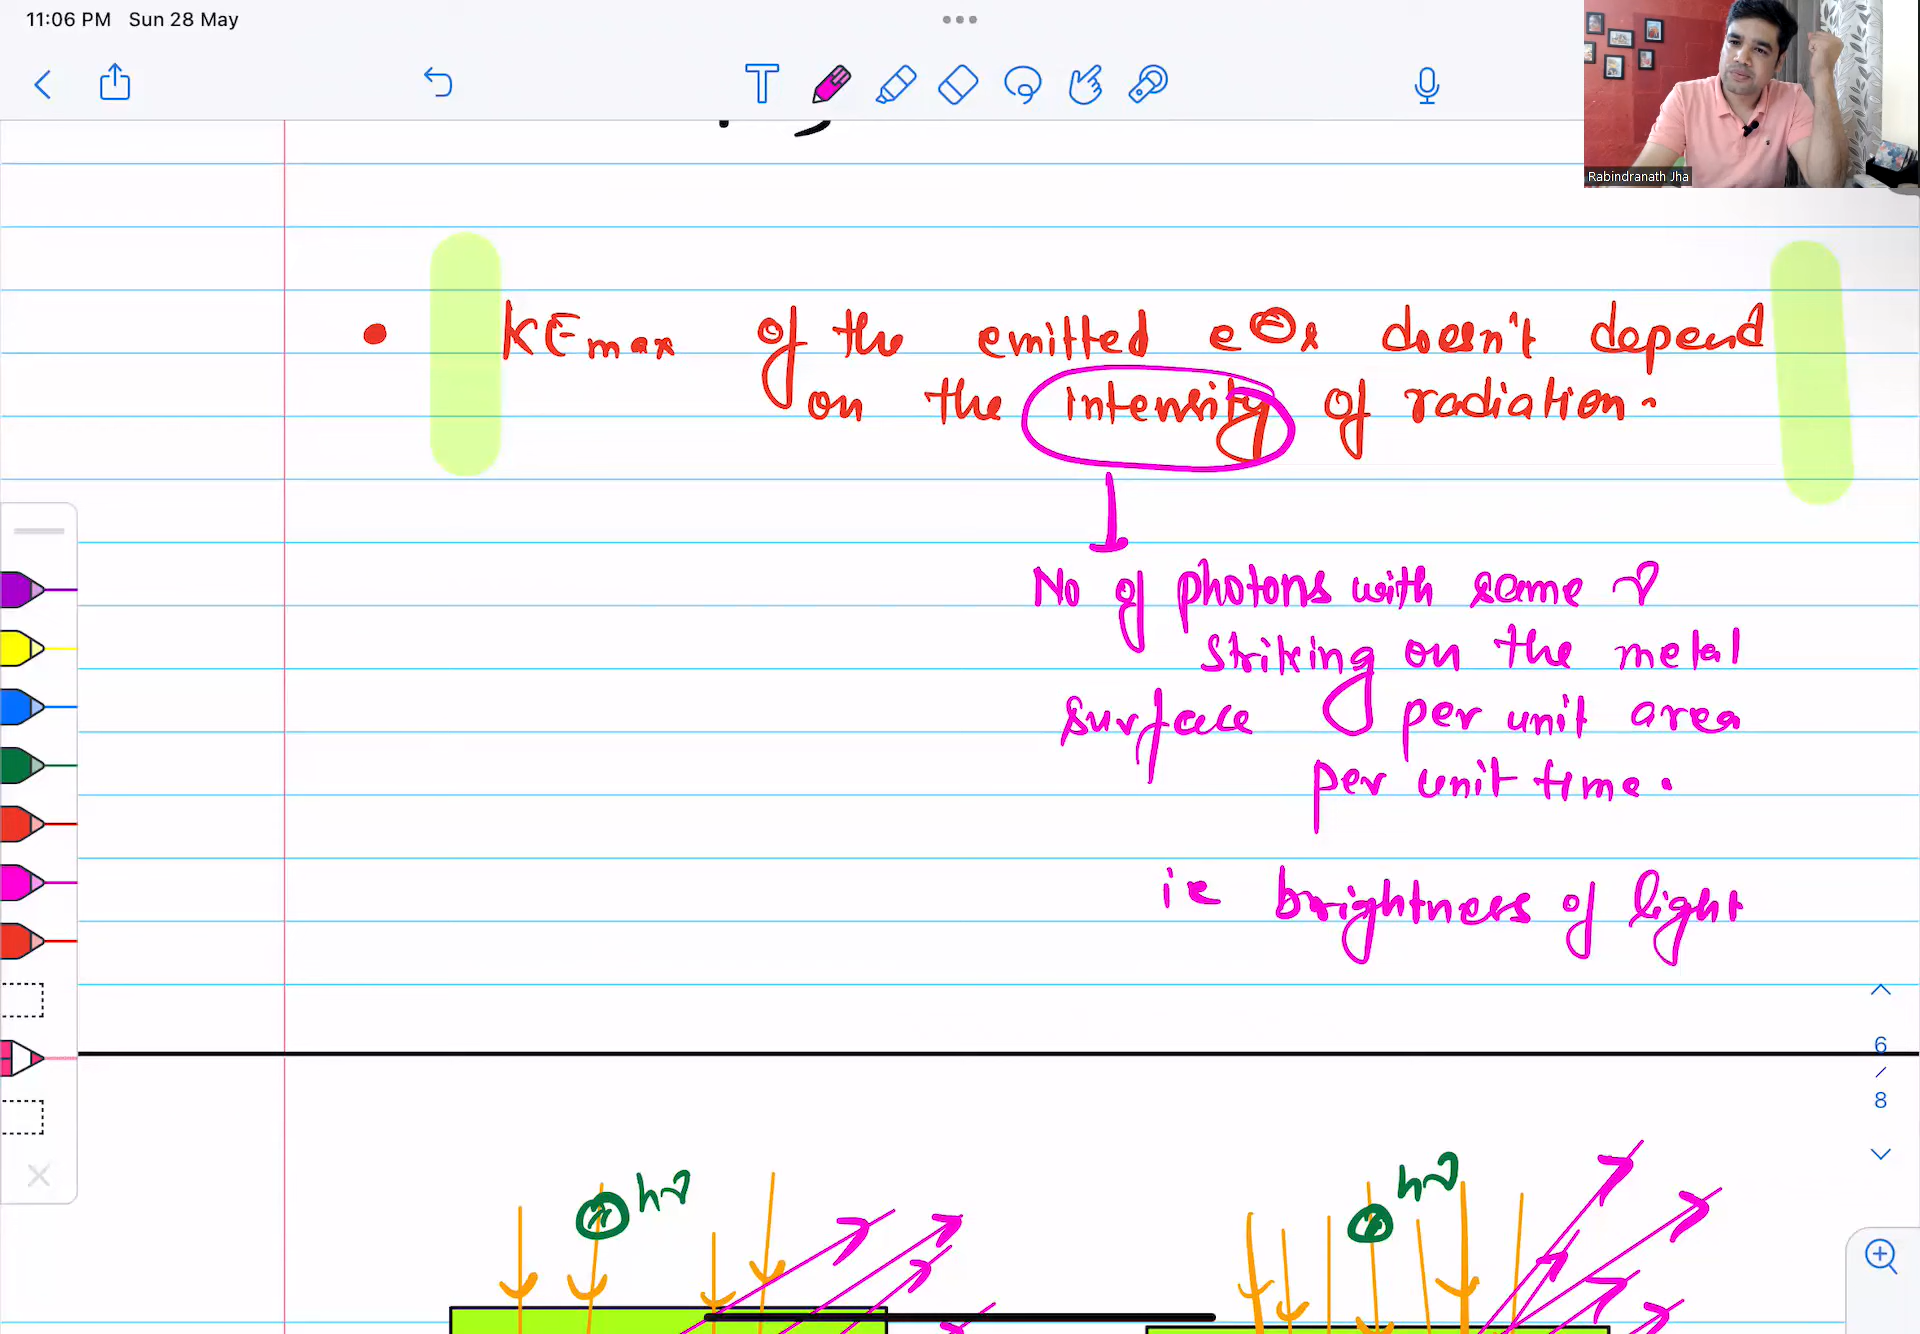 11:06 PM Sun 28 May
T
Rabindranath Jha
• KEmax of the emitted e⊖s doesn't depend
on the intensity of radiation.
No of photons with same ν
striking on the metal
surface per unit area
per unit time.
ie brightness of light
6
/
8
hν
hν